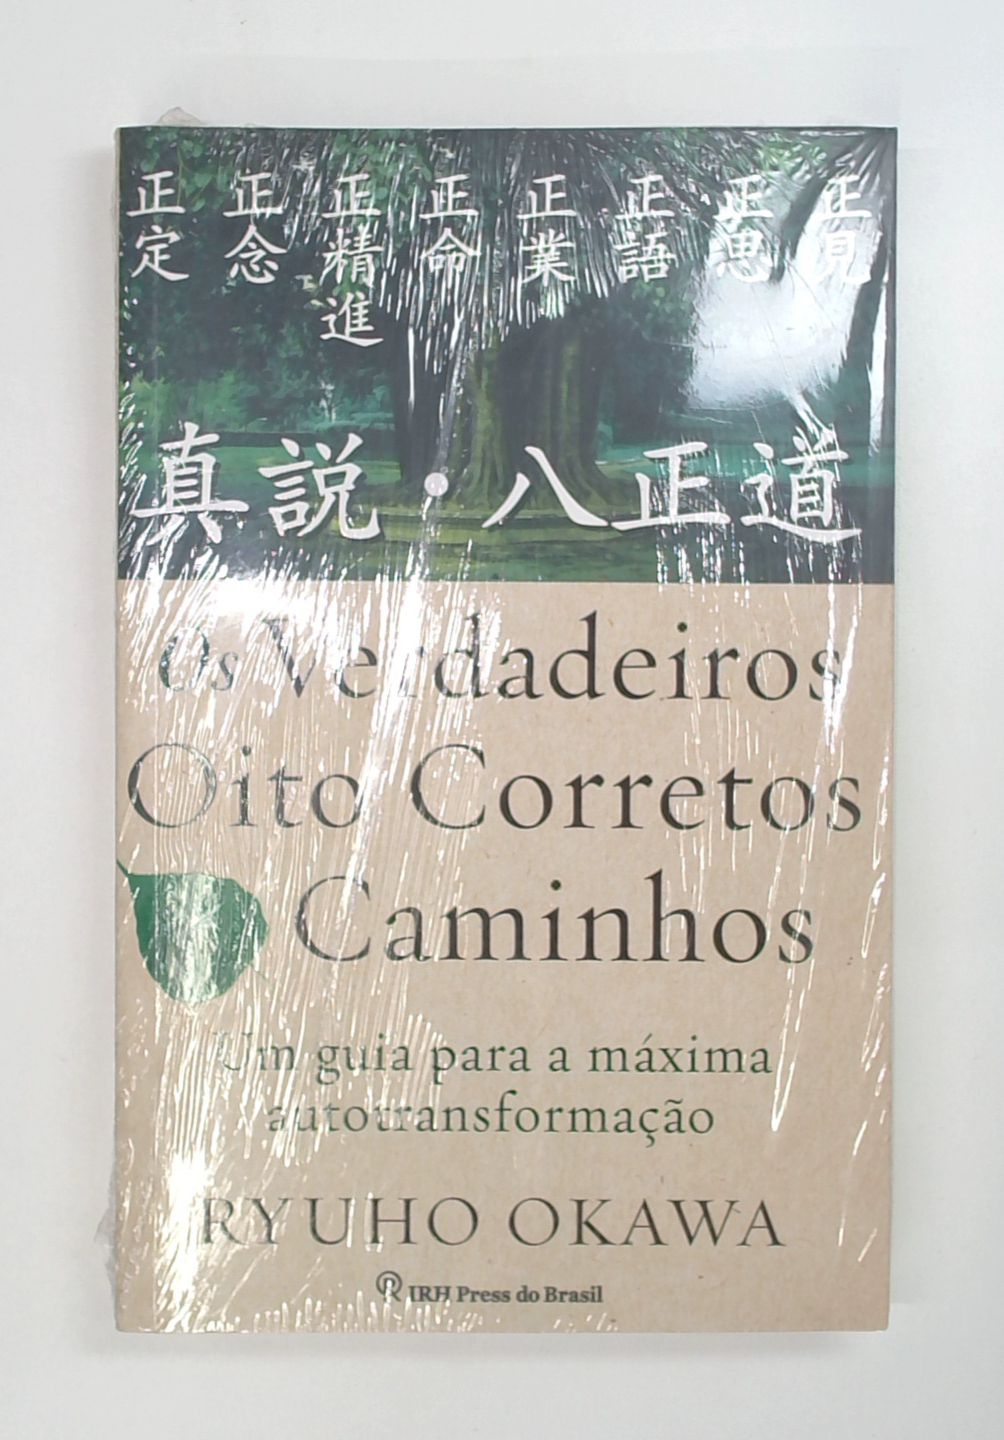 正見
正思
正語
正業
正命
正精進
正念
正定
真説・八正道
Os Verdadeiros
Oito Corretos
Caminhos
Um guia para a máxima
autotransformação
RYUHO OKAWA
IRH Press do Brasil